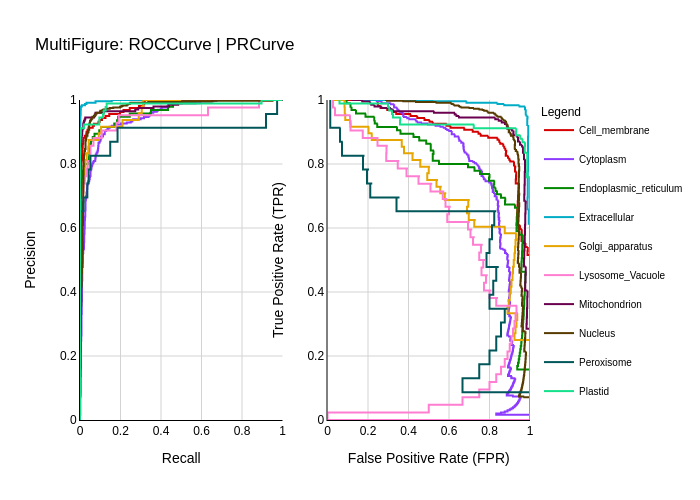 MultiFigure: ROCCurve | PRCurve
Precision
1
0.8
0.6
0.4
0.2
0
0 0.2 0.4 0.6 0.8 1
Recall
True Positive Rate (TPR)
1
0.8
0.6
0.4
0.2
0
0 0.2 0.4 0.6 0.8 1
False Positive Rate (FPR)
Legend
Cell_membrane
Cytoplasm
Endoplasmic_reticulum
Extracellular
Golgi_apparatus
Lysosome_Vacuole
Mitochondrion
Nucleus
Peroxisome
Plastid